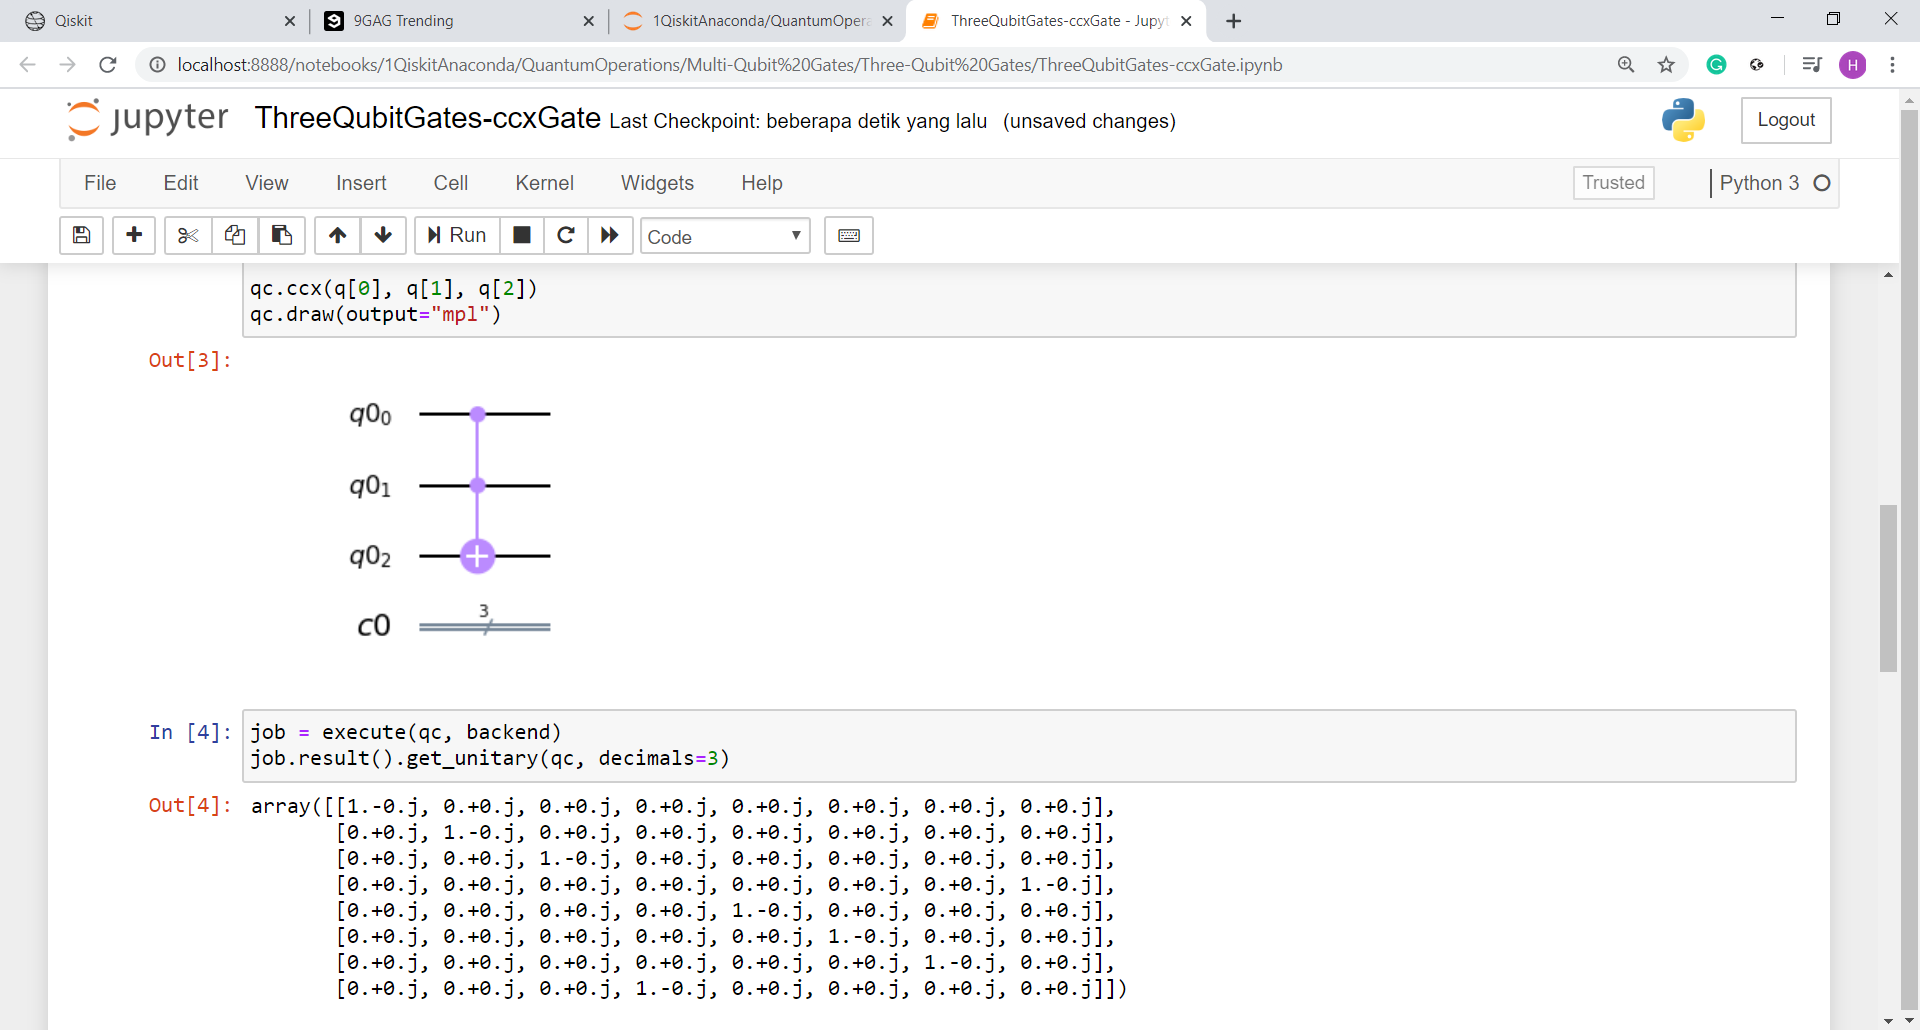 Qiskit
9GAG Trending
1QiskitAnaconda/QuantumOpera
ThreeQubitGates-ccxGate - Jupyt
localhost:8888/notebooks/1QiskitAnaconda/QuantumOperations/Multi-Qubit%20Gates/Three-Qubit%20Gates/ThreeQubitGates-ccxGate.ipynb
H
jupyter ThreeQubitGates-ccxGate Last Checkpoint: beberapa detik yang lalu (unsaved changes)
Logout
File Edit View Insert Cell Kernel Widgets Help
Trusted
Python 3
Run
Code
qc.ccx(q[0], q[1], q[2])
qc.draw(output="mpl")
Out[3]:
q0₀
q0₁
q0₂
3
c0
In [4]: job = execute(qc, backend)
job.result().get_unitary(qc, decimals=3)
Out[4]: array([[1.-0.j, 0.+0.j, 0.+0.j, 0.+0.j, 0.+0.j, 0.+0.j, 0.+0.j, 0.+0.j],
[0.+0.j, 1.-0.j, 0.+0.j, 0.+0.j, 0.+0.j, 0.+0.j, 0.+0.j, 0.+0.j],
[0.+0.j, 0.+0.j, 1.-0.j, 0.+0.j, 0.+0.j, 0.+0.j, 0.+0.j, 0.+0.j],
[0.+0.j, 0.+0.j, 0.+0.j, 0.+0.j, 0.+0.j, 0.+0.j, 0.+0.j, 1.-0.j],
[0.+0.j, 0.+0.j, 0.+0.j, 0.+0.j, 1.-0.j, 0.+0.j, 0.+0.j, 0.+0.j],
[0.+0.j, 0.+0.j, 0.+0.j, 0.+0.j, 0.+0.j, 1.-0.j, 0.+0.j, 0.+0.j],
[0.+0.j, 0.+0.j, 0.+0.j, 0.+0.j, 0.+0.j, 0.+0.j, 1.-0.j, 0.+0.j],
[0.+0.j, 0.+0.j, 0.+0.j, 1.-0.j, 0.+0.j, 0.+0.j, 0.+0.j, 0.+0.j]])